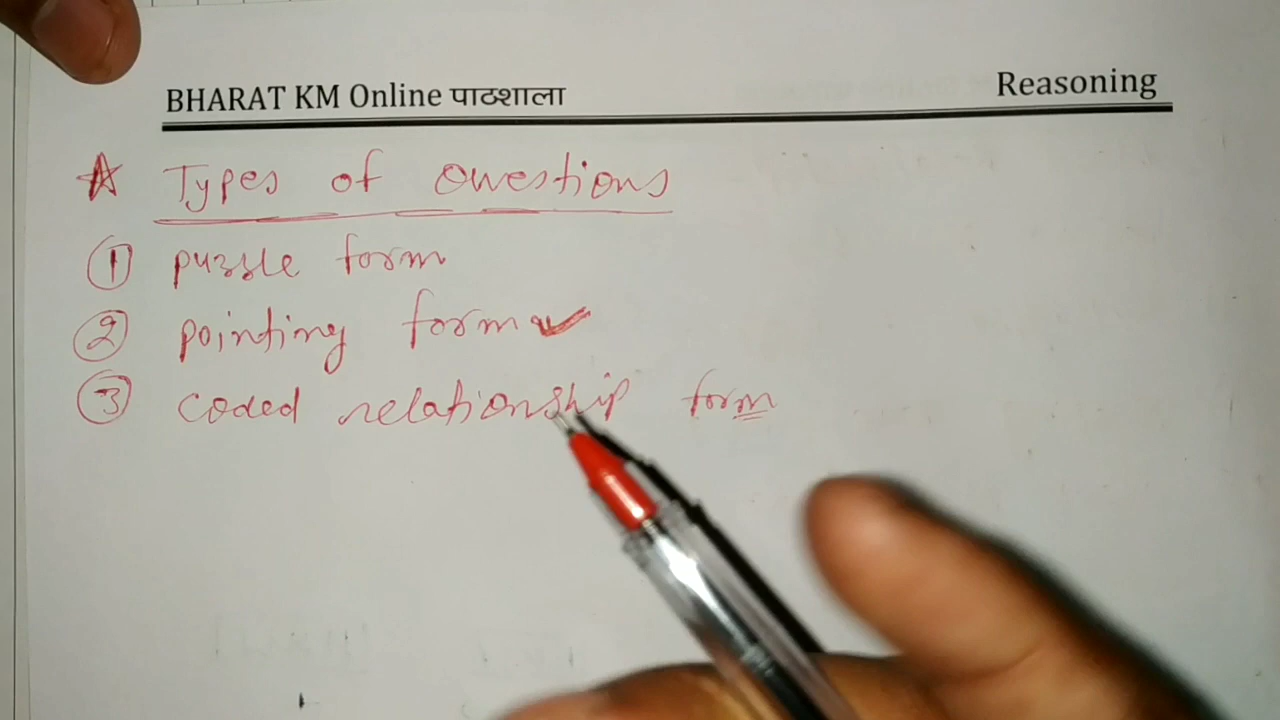 BHARAT KM Online पाठशाला Reasoning
Types of Questions
1 puzzle form
2 pointing form
3 coded relationship form